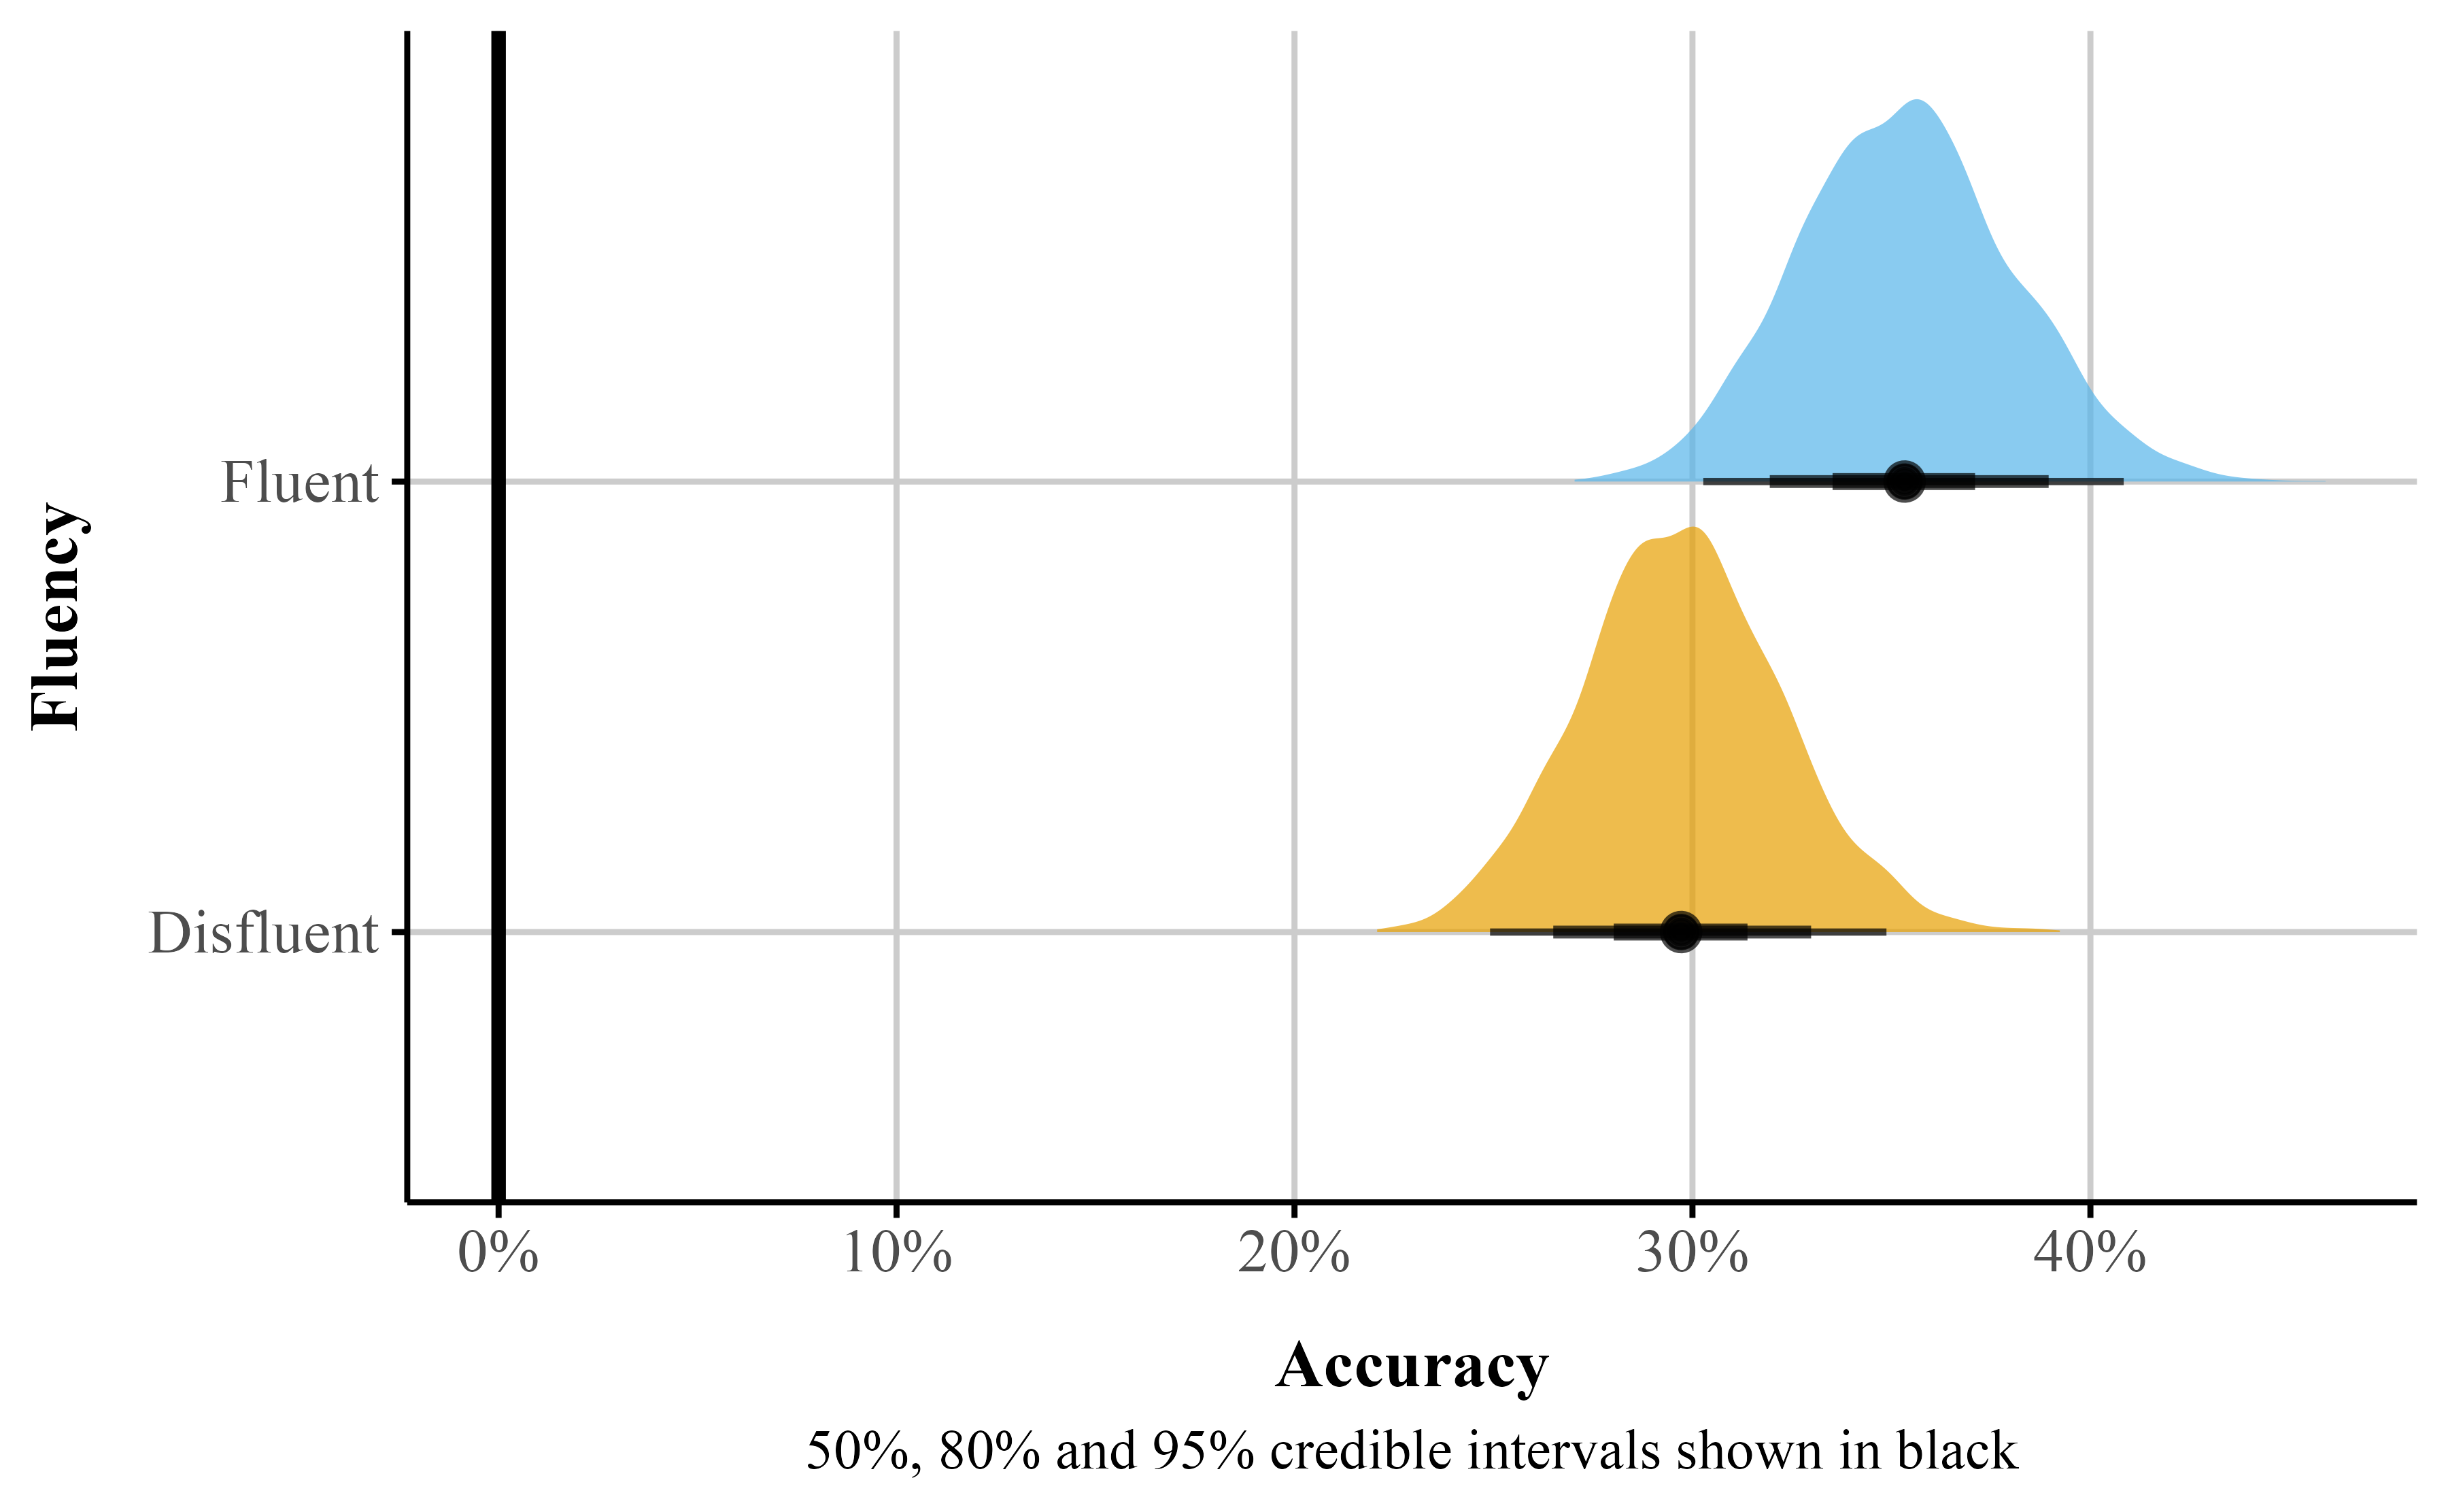 Fluency
Fluent
Disfluent
0% 10% 20% 30% 40%
Accuracy
50%, 80% and 95% credible intervals shown in black